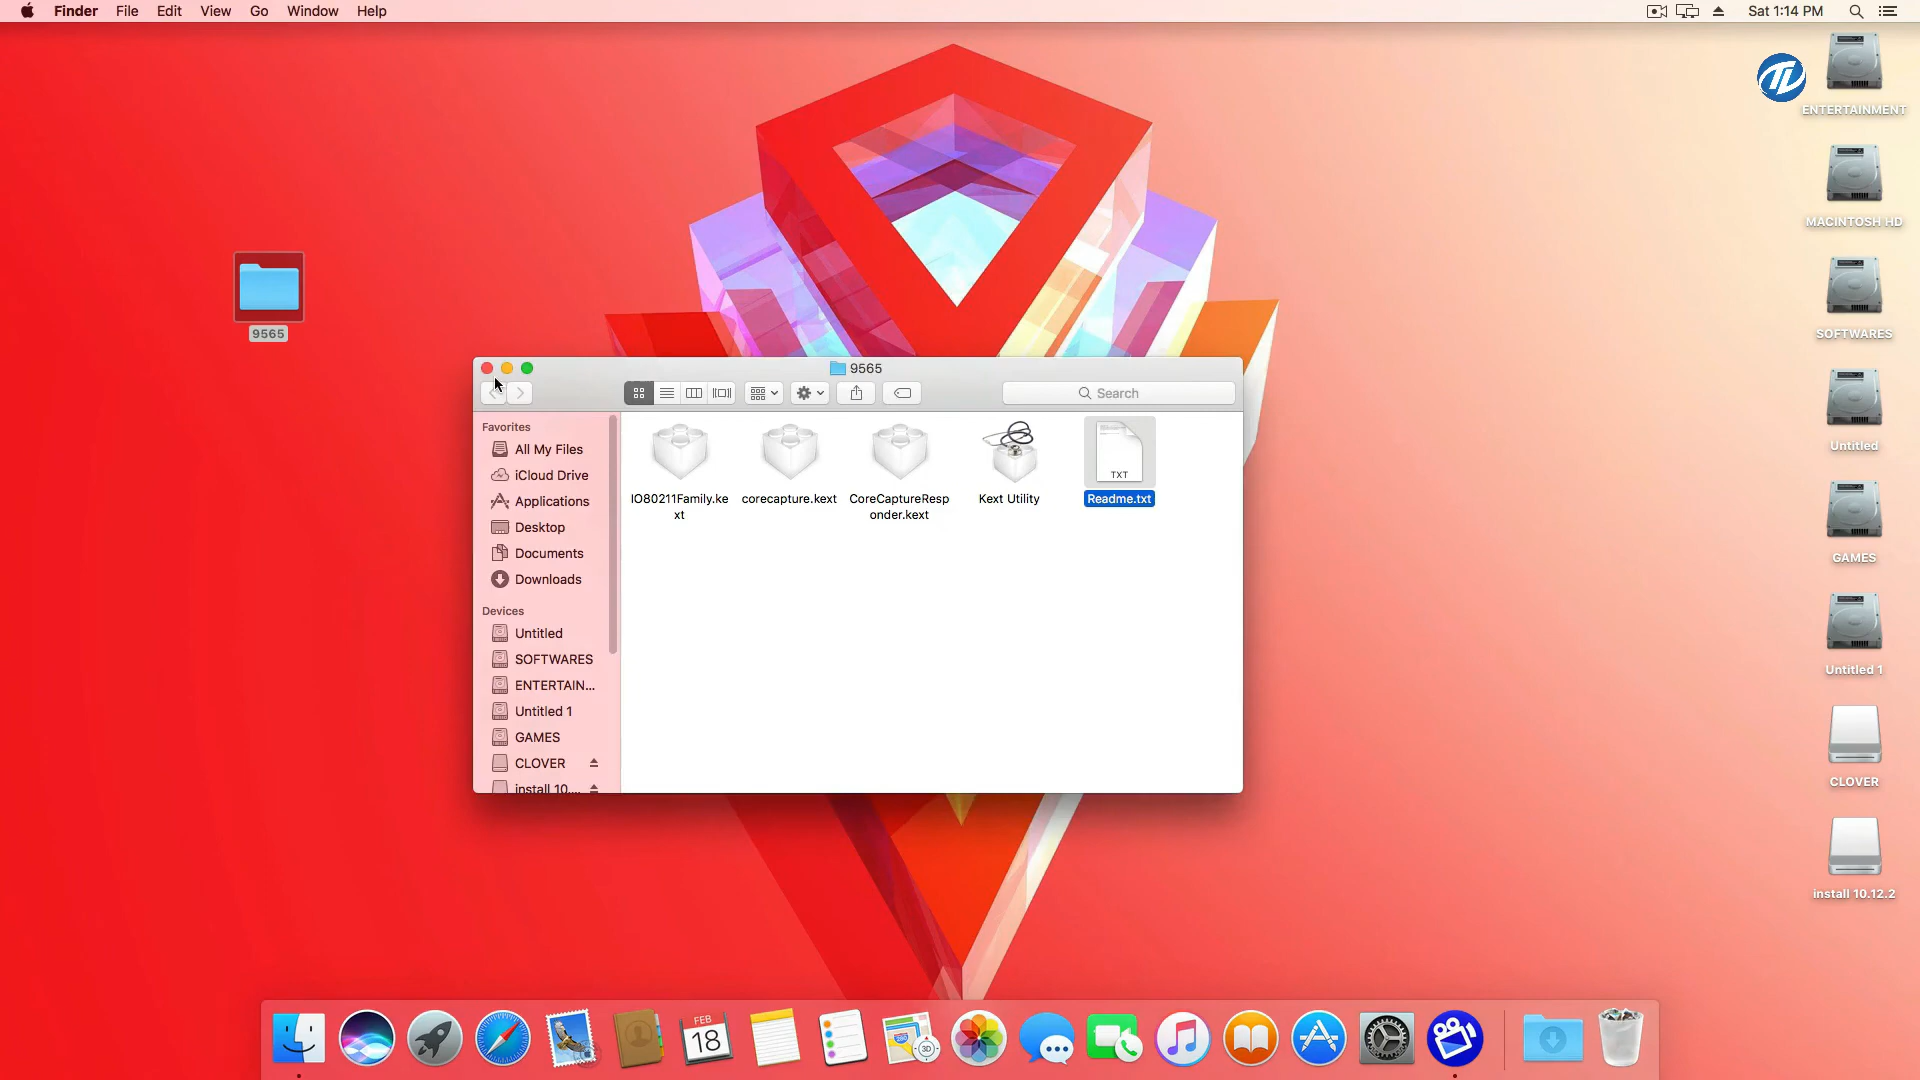 Finder File Edit View Go Window Help
Sat 1:14 PM
TL
ENTERTAINMENT
MACINTOSH HD
SOFTWARES
Untitled
GAMES
Untitled 1
CLOVER
install 10.12.2
9565
9565
Search
Favorites
All My Files
iCloud Drive
Applications
Desktop
Documents
Downloads
Devices
Untitled
SOFTWARES
ENTERTAIN...
Untitled 1
GAMES
CLOVER
install 10....
IO80211Family.ke
xt
corecapture.kext
CoreCaptureResp
onder.kext
Kext Utility
TXT
Readme.txt
FEB
18
280
3D